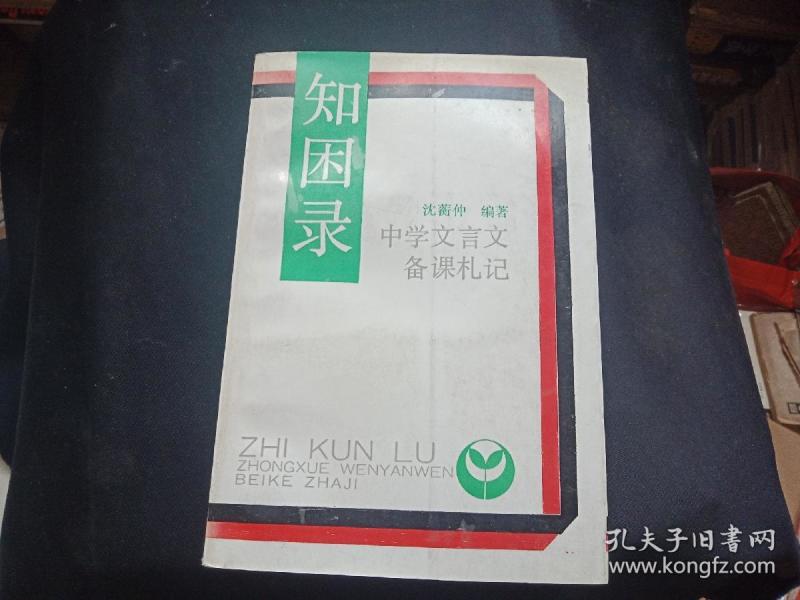 知困录
沈蘅仲 编著
中学文言文
备课札记
ZHI KUN LU
ZHONGXUE WENYANWEN
BEIKE ZHAJI
孔夫子旧书网
www.kongfz.com